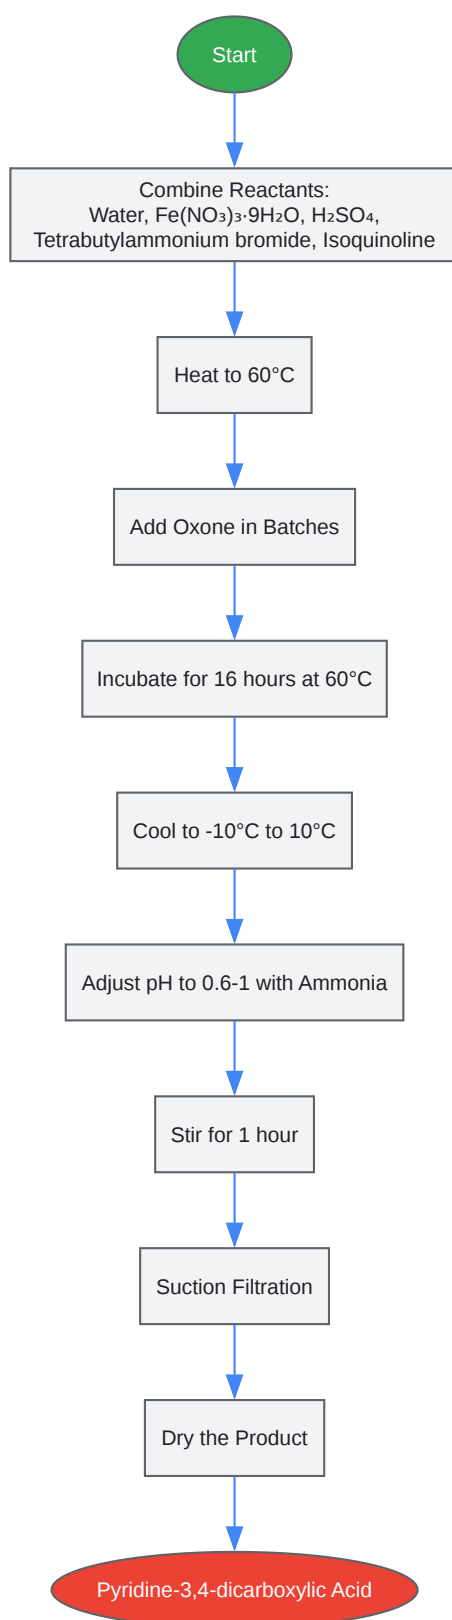 Start
Combine Reactants:
Water, Fe(NO₃)₃·9H₂O, H₂SO₄,
Tetrabutylammonium bromide, Isoquinoline
Heat to 60°C
Add Oxone in Batches
Incubate for 16 hours at 60°C
Cool to -10°C to 10°C
Adjust pH to 0.6-1 with Ammonia
Stir for 1 hour
Suction Filtration
Dry the Product
Pyridine-3,4-dicarboxylic Acid